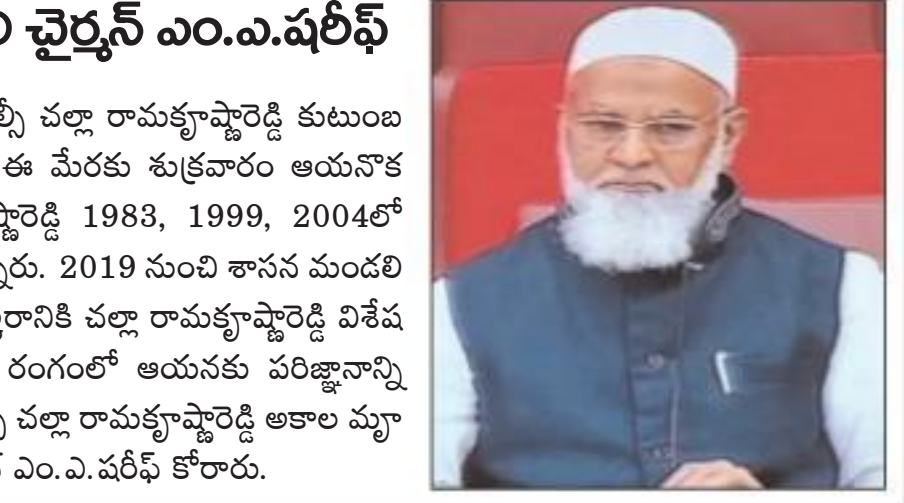 చైర్మన్ ఎం.ఎ.షరీఫ్
చల్లా రామకృష్ణారెడ్డి కుటుంబ
ఈ మేరకు శుక్రవారం ఆయనొక
1983, 1999, 2004లో
2019 నుంచి శాసన మండలి
చల్లా రామకృష్ణారెడ్డి విశేష
రంగంలో ఆయనకు పరిజ్ఞానాన్ని
చల్లా రామకృష్ణారెడ్డి అకాల మృ
ఎం.ఎ.షరీఫ్ కోరారు.